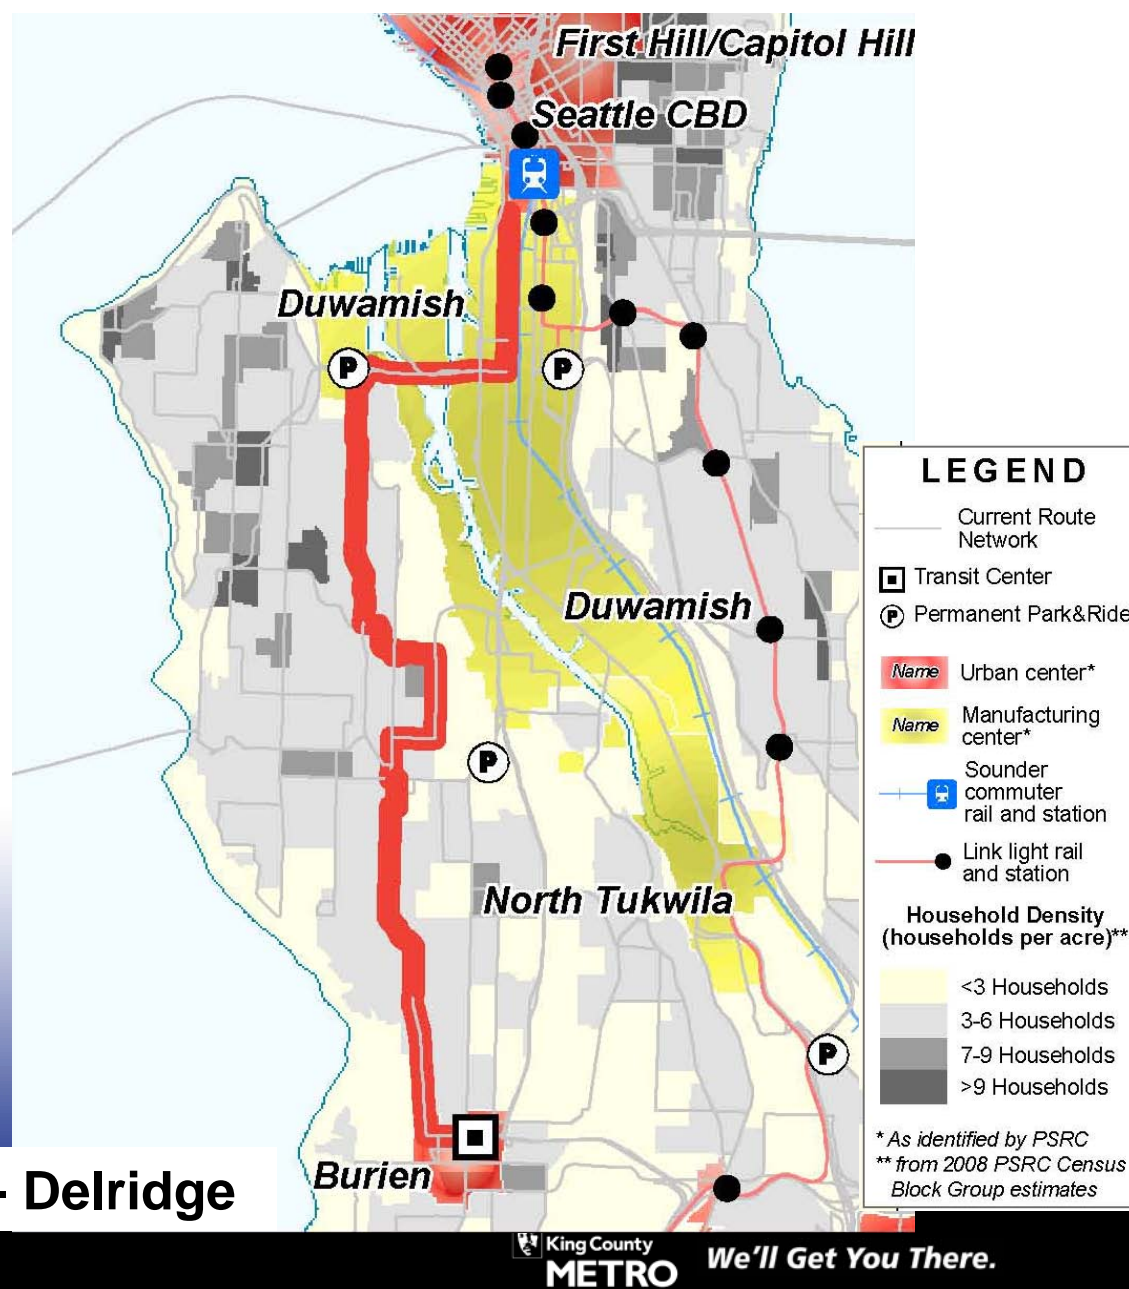 First Hill/Capitol Hill
Seattle CBD
Duwamish
P
P
Duwamish
P
North Tukwila
P
Burien
- Delridge
LEGEND
Current Route
Network
Transit Center
P Permanent Park&Ride
Name Urban center*
Name Manufacturing
center*
Sounder
commuter
rail and station
Link light rail
and station
Household Density
(households per acre)**
<3 Households
3-6 Households
7-9 Households
>9 Households
* As identified by PSRC
** from 2008 PSRC Census
Block Group estimates
King County
METRO
We'll Get You There.